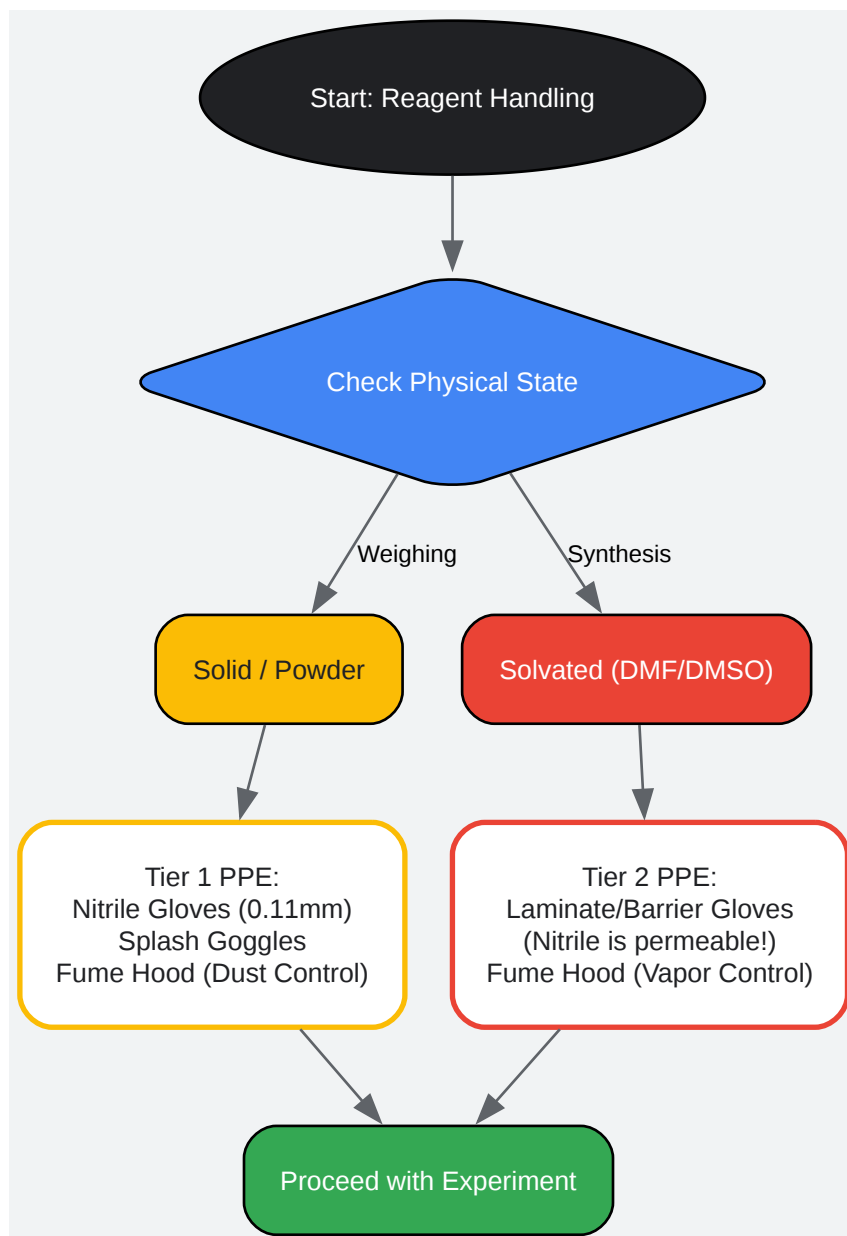 Start: Reagent Handling
Check Physical State
Weighing
Synthesis
Solid / Powder
Solvated (DMF/DMSO)
Tier 1 PPE:
Nitrile Gloves (0.11mm)
Splash Goggles
Fume Hood (Dust Control)
Tier 2 PPE:
Laminate/Barrier Gloves
(Nitrile is permeable!)
Fume Hood (Vapor Control)
Proceed with Experiment